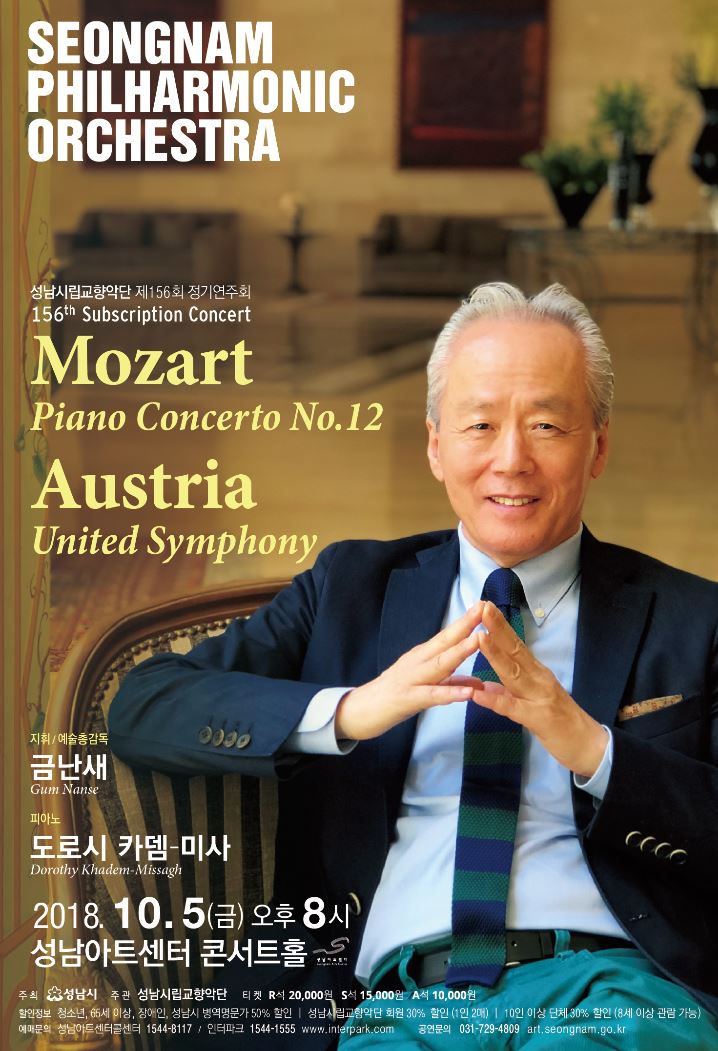 SEONGNAM
PHILHARMONIC
ORCHESTRA
성남시립교향악단 제156회 정기연주회
156th Subscription Concert
Mozart
Piano Concerto No.12
Austria
United Symphony
지휘 / 예술총감독
금난새
Gum Nanse
피아노
도로시 카뎀-미사
Dorothy Khadem-Missagh
2018. 10. 5(금) 오후 8시
성남아트센터 콘서트홀
주최 성남시 주관 성남시립교향악단 티켓 R석 20,000원 S석 15,000원 A석 10,000원
할인정보 청소년, 65세 이상, 장애인, 성남시 병역명문가 50% 할인 | 성남시립교향악단 회원 30% 할인 (1인 2매) | 10인 이상 단체 30% 할인 (8세 이상 관람 가능)
예매문의 성남아트센터콜센터 1544-8117 / 인터파크 1544-1555 www.interpark.com 공연문의 031-729-4809 art.seongnam.go.kr